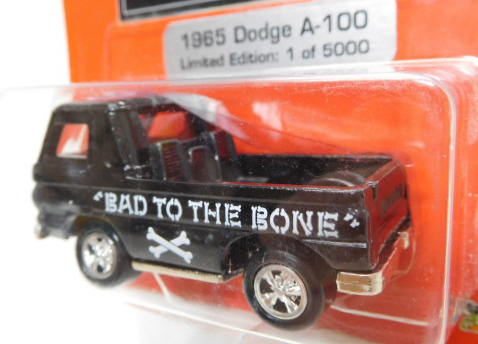 1965 Dodge A-100
Limited Edition: 1 of 5000
"BAD TO THE BONE"